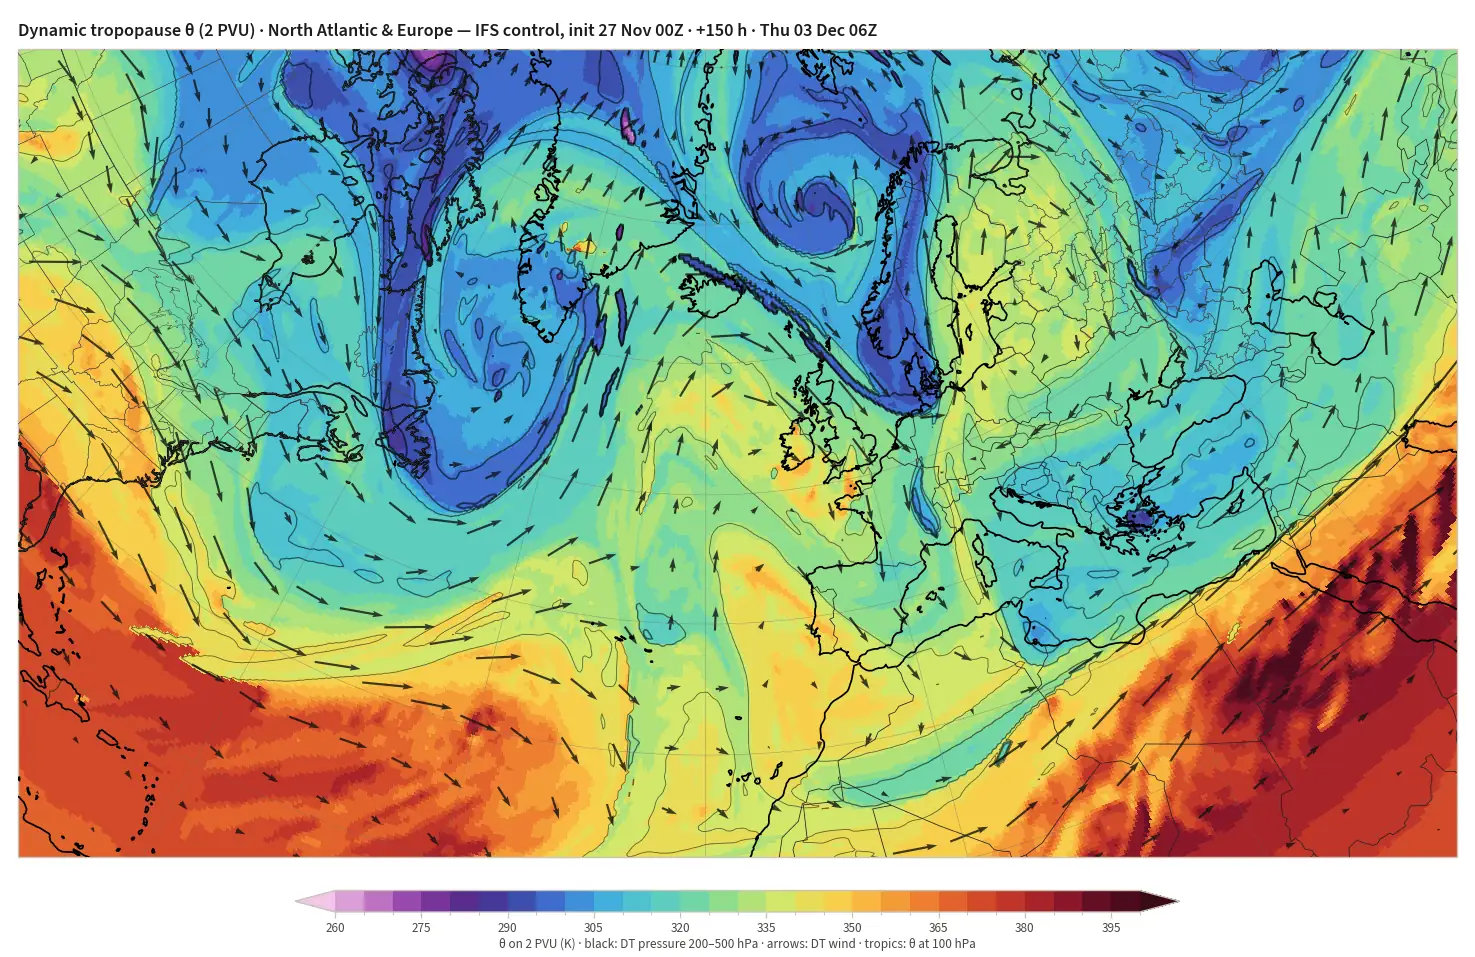 Dynamic tropopause θ (2 PVU) · North Atlantic & Europe — IFS control, init 27 Nov 00Z · +150 h · Thu 03 Dec 06Z
260 275 290 305 320 335 350 365 380 395
θ on 2 PVU (K) · black: DT pressure 200–500 hPa · arrows: DT wind · tropics: θ at 100 hPa